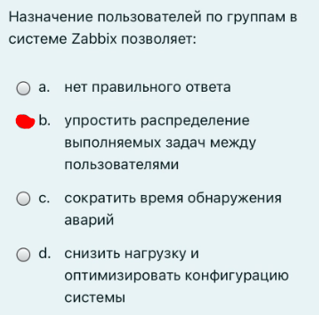 Назначение пользователей по группам в
системе Zabbix позволяет:
a. нет правильного ответа
b. упростить распределение
выполняемых задач между
пользователями
c. сократить время обнаружения
аварий
d. снизить нагрузку и
оптимизировать конфигурацию
системы